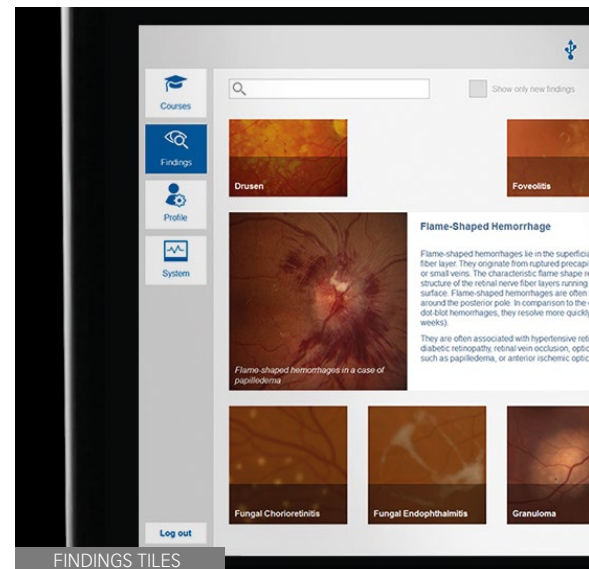 Show only new findings
Courses
Findings
Profile
System
Drusen
Foveolitis
Flame-Shaped Hemorrhage
Flame-shaped hemorrhages lie in the superficia
fiber layer. They originate from ruptured precapi
or small veins. The characteristic flame shape re
structure of the retinal nerve fiber layers running
surface. Flame-shaped hemorrhages are often
around the posterior pole. In comparison to the
dot-blot hemorrhages, they resolve more quickly
weeks).
They are often associated with hypertensive reti
diabetic retinopathy, retinal vein occlusion, optic
such as papilledema, or anterior ischemic optic
Flame-shaped hemorrhages in a case of
papilledema
Fungal Chorioretinitis
Fungal Endophthalmitis
Granuloma
Log out
FINDINGS TILES